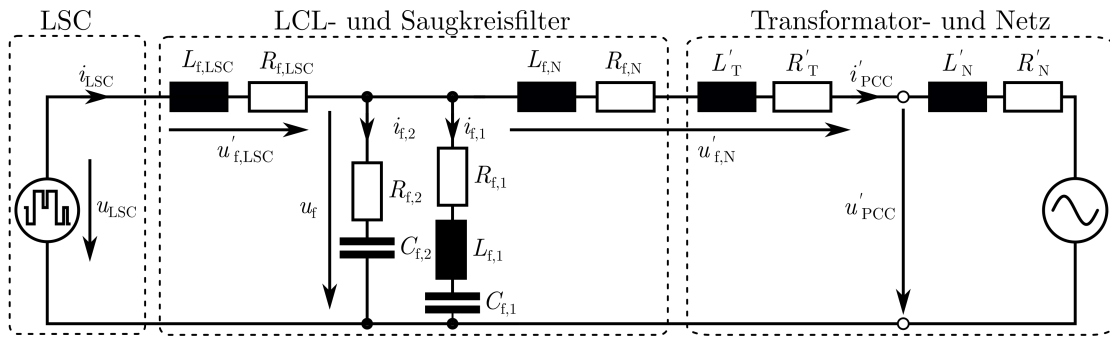 LSC
LCL- und Saugkreisfilter
Transformator- und Netz
i_LSC
L_f,LSC
R_f,LSC
L_f,N
R_f,N
L'_T
R'_T
i'_PCC
L'_N
R'_N
u'_f,LSC
i_f,2
i_f,1
u'_f,N
u_LSC
u_f
R_f,2
R_f,1
u'_PCC
C_f,2
L_f,1
C_f,1